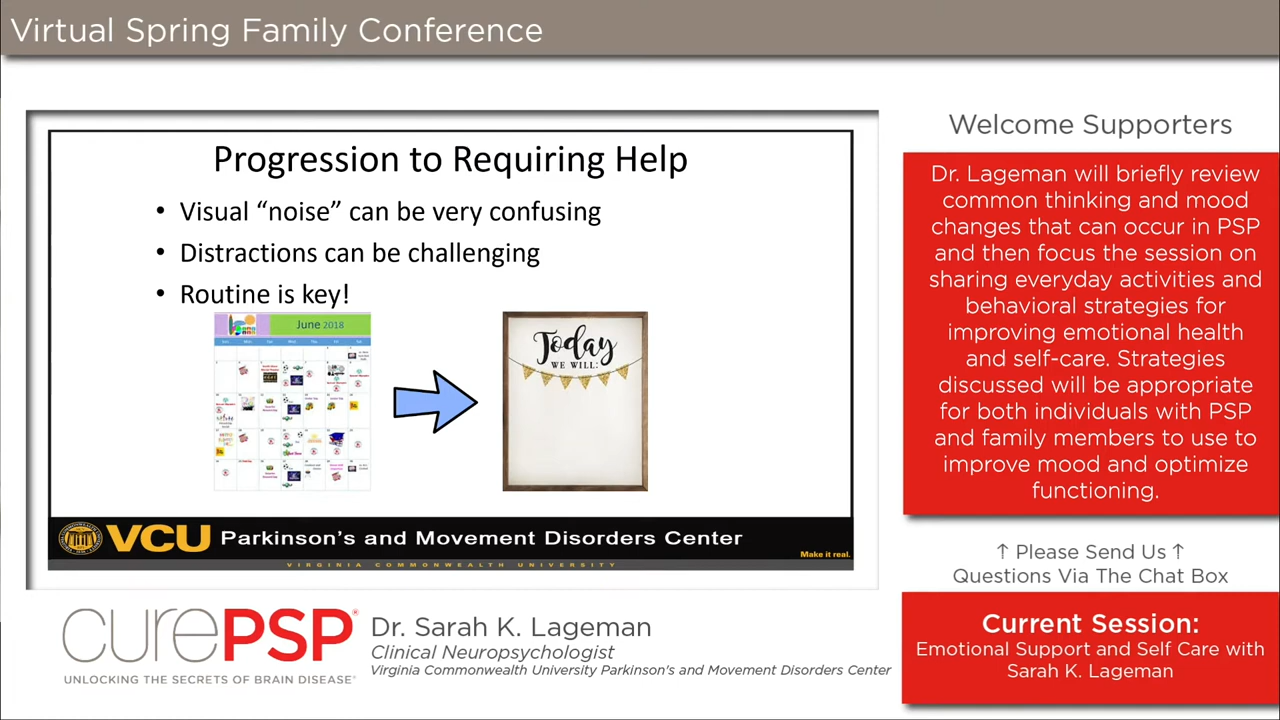 Virtual Spring Family Conference
Progression to Requiring Help
• Visual “noise” can be very confusing
• Distractions can be challenging
• Routine is key!
June 2018
Today
WE WILL:
VCU Parkinson's and Movement Disorders Center
Make it real.
VIRGINIA COMMONWEALTH UNIVERSITY
curePSP®
UNLOCKING THE SECRETS OF BRAIN DISEASE®
Dr. Sarah K. Lageman
Clinical Neuropsychologist
Virginia Commonwealth University Parkinson's and Movement Disorders Center
Welcome Supporters
Dr. Lageman will briefly review
common thinking and mood
changes that can occur in PSP
and then focus the session on
sharing everyday activities and
behavioral strategies for
improving emotional health
and self-care. Strategies
discussed will be appropriate
for both individuals with PSP
and family members to use to
improve mood and optimize
functioning.
↑ Please Send Us ↑
Questions Via The Chat Box
Current Session:
Emotional Support and Self Care with
Sarah K. Lageman